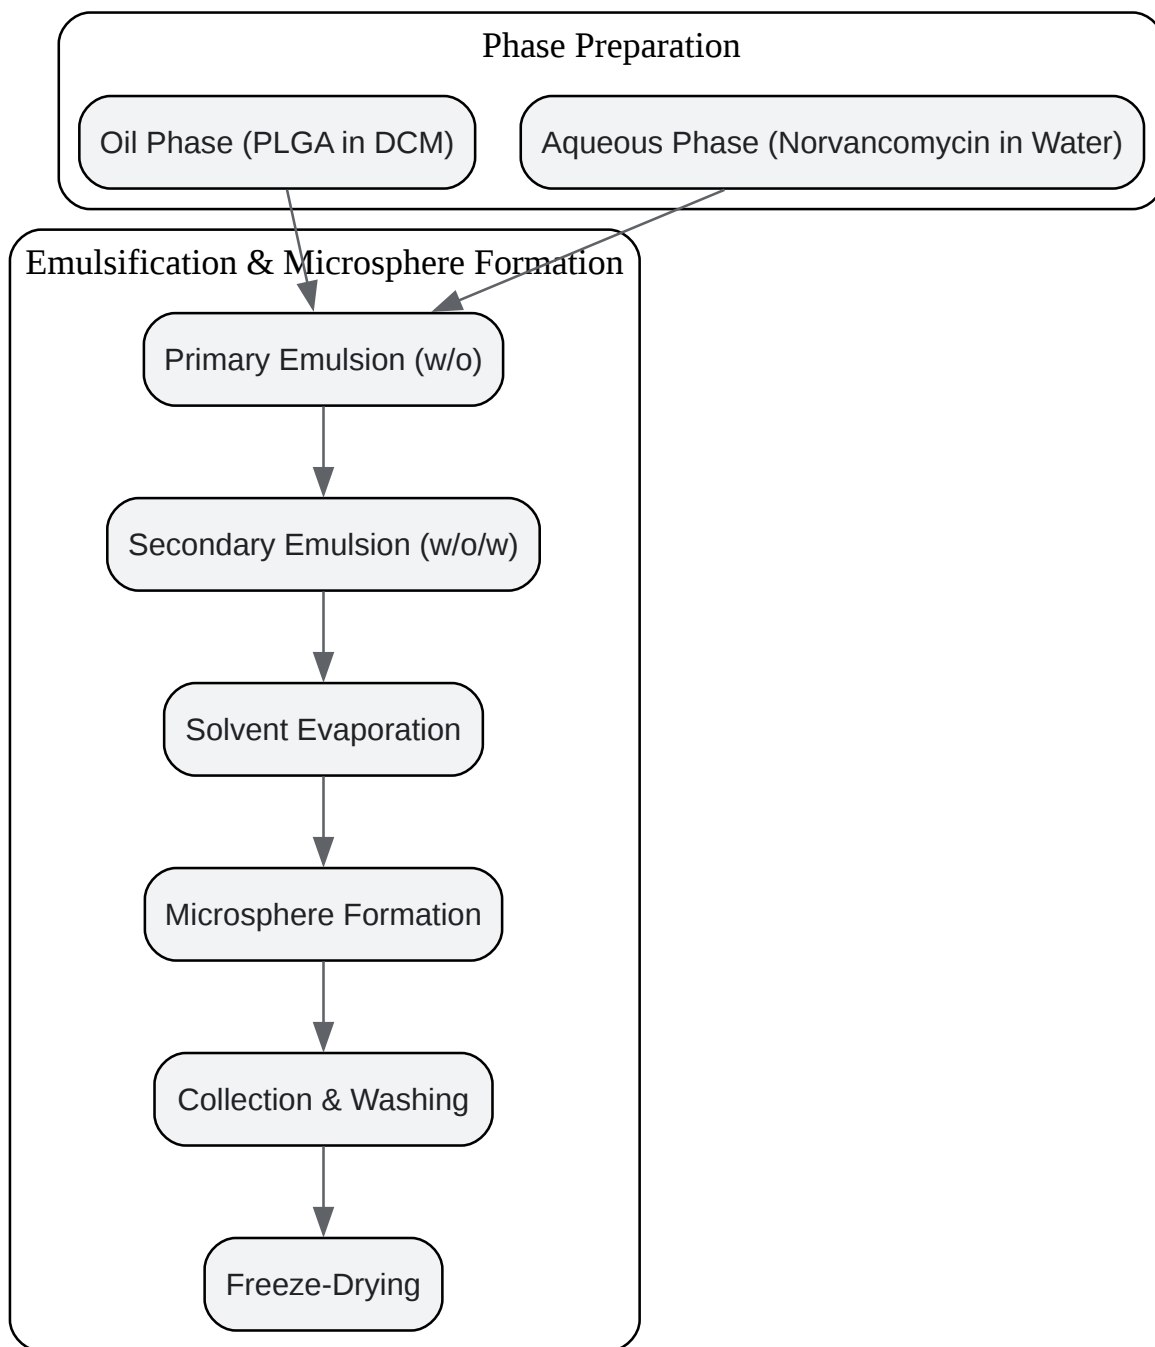 Phase Preparation
Oil Phase (PLGA in DCM)
Aqueous Phase (Norvancomycin in Water)
Emulsification & Microsphere Formation
Primary Emulsion (w/o)
Secondary Emulsion (w/o/w)
Solvent Evaporation
Microsphere Formation
Collection & Washing
Freeze-Drying